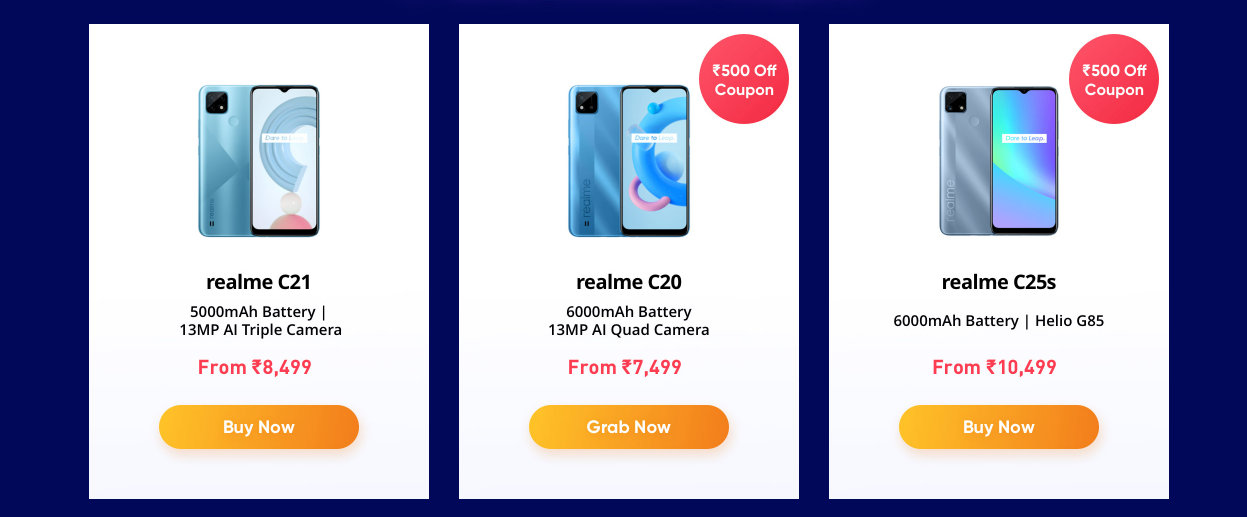 realme
Dare to Leap.
realme C21
5000mAh Battery |
13MP AI Triple Camera
From ₹8,499
Buy Now
₹500 Off
Coupon
realme
Dare to Leap.
realme C20
6000mAh Battery
13MP AI Quad Camera
From ₹7,499
Grab Now
₹500 Off
Coupon
realme
Dare to Leap.
realme C25s
6000mAh Battery | Helio G85
From ₹10,499
Buy Now